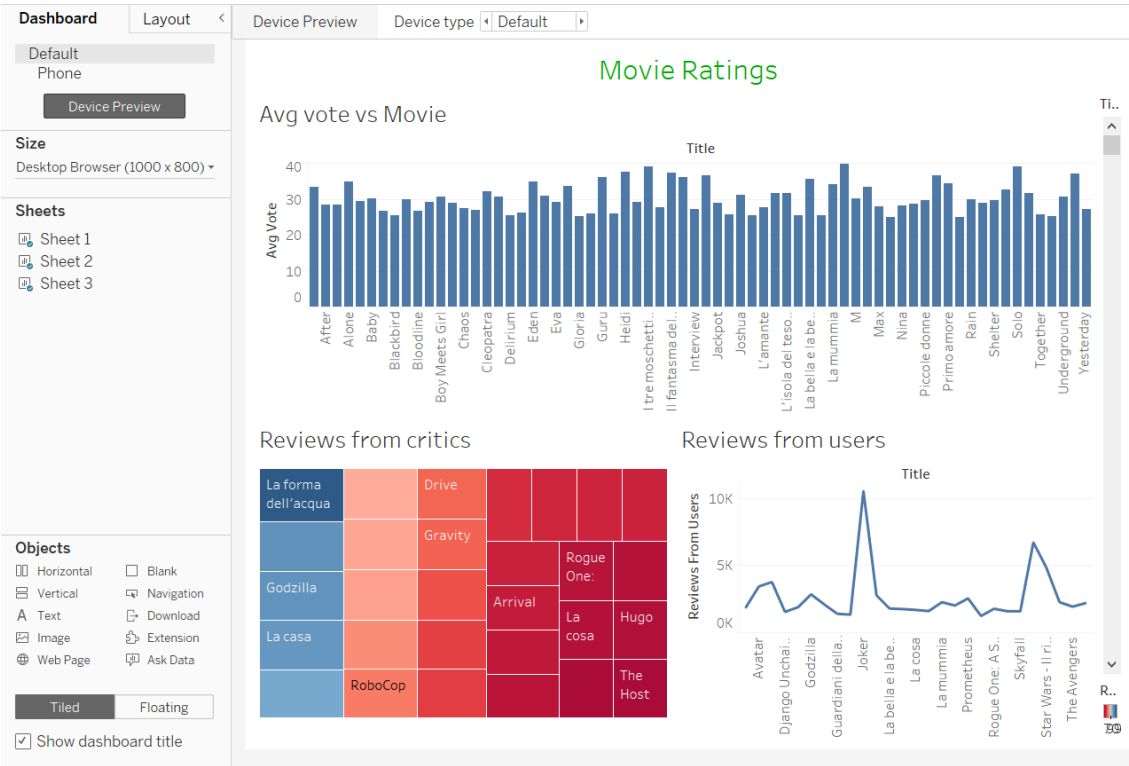 Dashboard
Layout
<
Device Preview
Device type
Default
Default
Phone
Device Preview
Size
Desktop Browser (1000 x 800)
Sheets
Sheet 1
Sheet 2
Sheet 3
Objects
Horizontal
Blank
Vertical
Navigation
A Text
Download
Image
Extension
Web Page
Ask Data
Tiled
Floating
Show dashboard title
Movie Ratings
Avg vote vs Movie
Ti..
Title
Avg Vote
40
30
20
10
0
After
Alone
Baby
Blackbird
Bloodline
Boy Meets Girl
Chaos
Cleopatra
Delirium
Eden
Eva
Gloria
Guru
Heidi
I tre moschetti..
Il fantasma del..
Interview
Jackpot
Joshua
L'amante
L'isola del teso..
La bella e la be..
La mummia
M
Max
Nina
Piccole donne
Primo amore
Rain
Shelter
Solo
Together
Underground
Yesterday
Reviews from critics
La forma
dell'acqua
Godzilla
La casa
RoboCop
Drive
Gravity
Arrival
Rogue
One:
La
cosa
Hugo
The
Host
Reviews from users
Title
Reviews From Users
10K
5K
0K
Avatar
Django Unchai..
Godzilla
Guardiani della..
Joker
La bella e la be..
La cosa
La mummia
Prometheus
Rogue One: A S..
Skyfall
Star Wars - Il ri..
The Avengers
R..